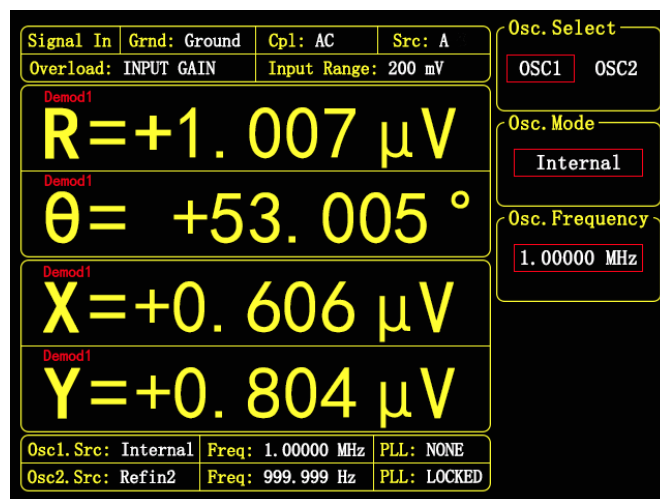 Signal In Grnd: Ground Cpl: AC Src: A
Overload: INPUT GAIN Input Range: 200 mV
Demod1
R=+1.007 μV
Demod1
θ= +53.005 °
Demod1
X=+0.606 μV
Demod1
Y=+0.804 μV
Osc1.Src: Internal Freq: 1.00000 MHz PLL: NONE
Osc2.Src: Refin2 Freq: 999.999 Hz PLL: LOCKED
Osc.Select
OSC1 OSC2
Osc.Mode
Internal
Osc.Frequency
1.00000 MHz